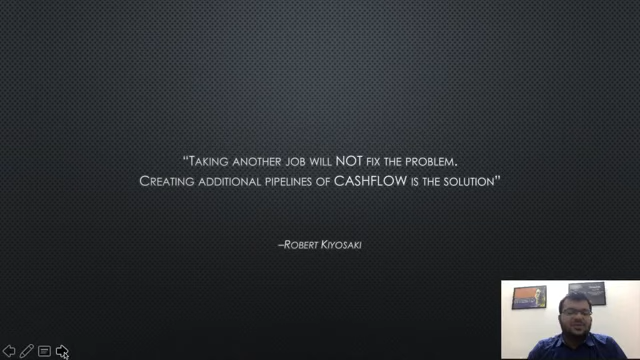 “Taking another job will NOT fix the problem.
Creating additional pipelines of CASHFLOW is the solution”
–Robert Kiyosaki